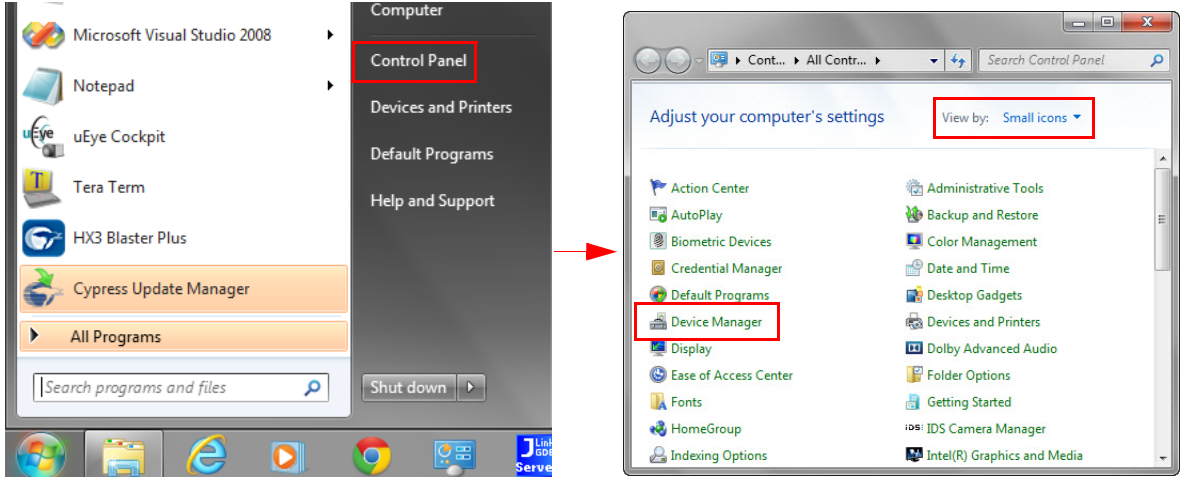 Computer
Microsoft Visual Studio 2008
Control Panel
Notepad
Devices and Printers
uEye
uEye Cockpit
Default Programs
Tera Term
Help and Support
HX3 Blaster Plus
Cypress Update Manager
All Programs
Search programs and files
Shut down
J Link
GDB
Serve
Cont... All Contr...
Search Control Panel
Adjust your computer's settings
View by: Small icons
Action Center
AutoPlay
Biometric Devices
Credential Manager
Default Programs
Device Manager
Display
Ease of Access Center
Fonts
HomeGroup
Indexing Options
Administrative Tools
Backup and Restore
Color Management
Date and Time
Desktop Gadgets
Devices and Printers
Dolby Advanced Audio
Folder Options
Getting Started
IDS: IDS Camera Manager
Intel(R) Graphics and Media